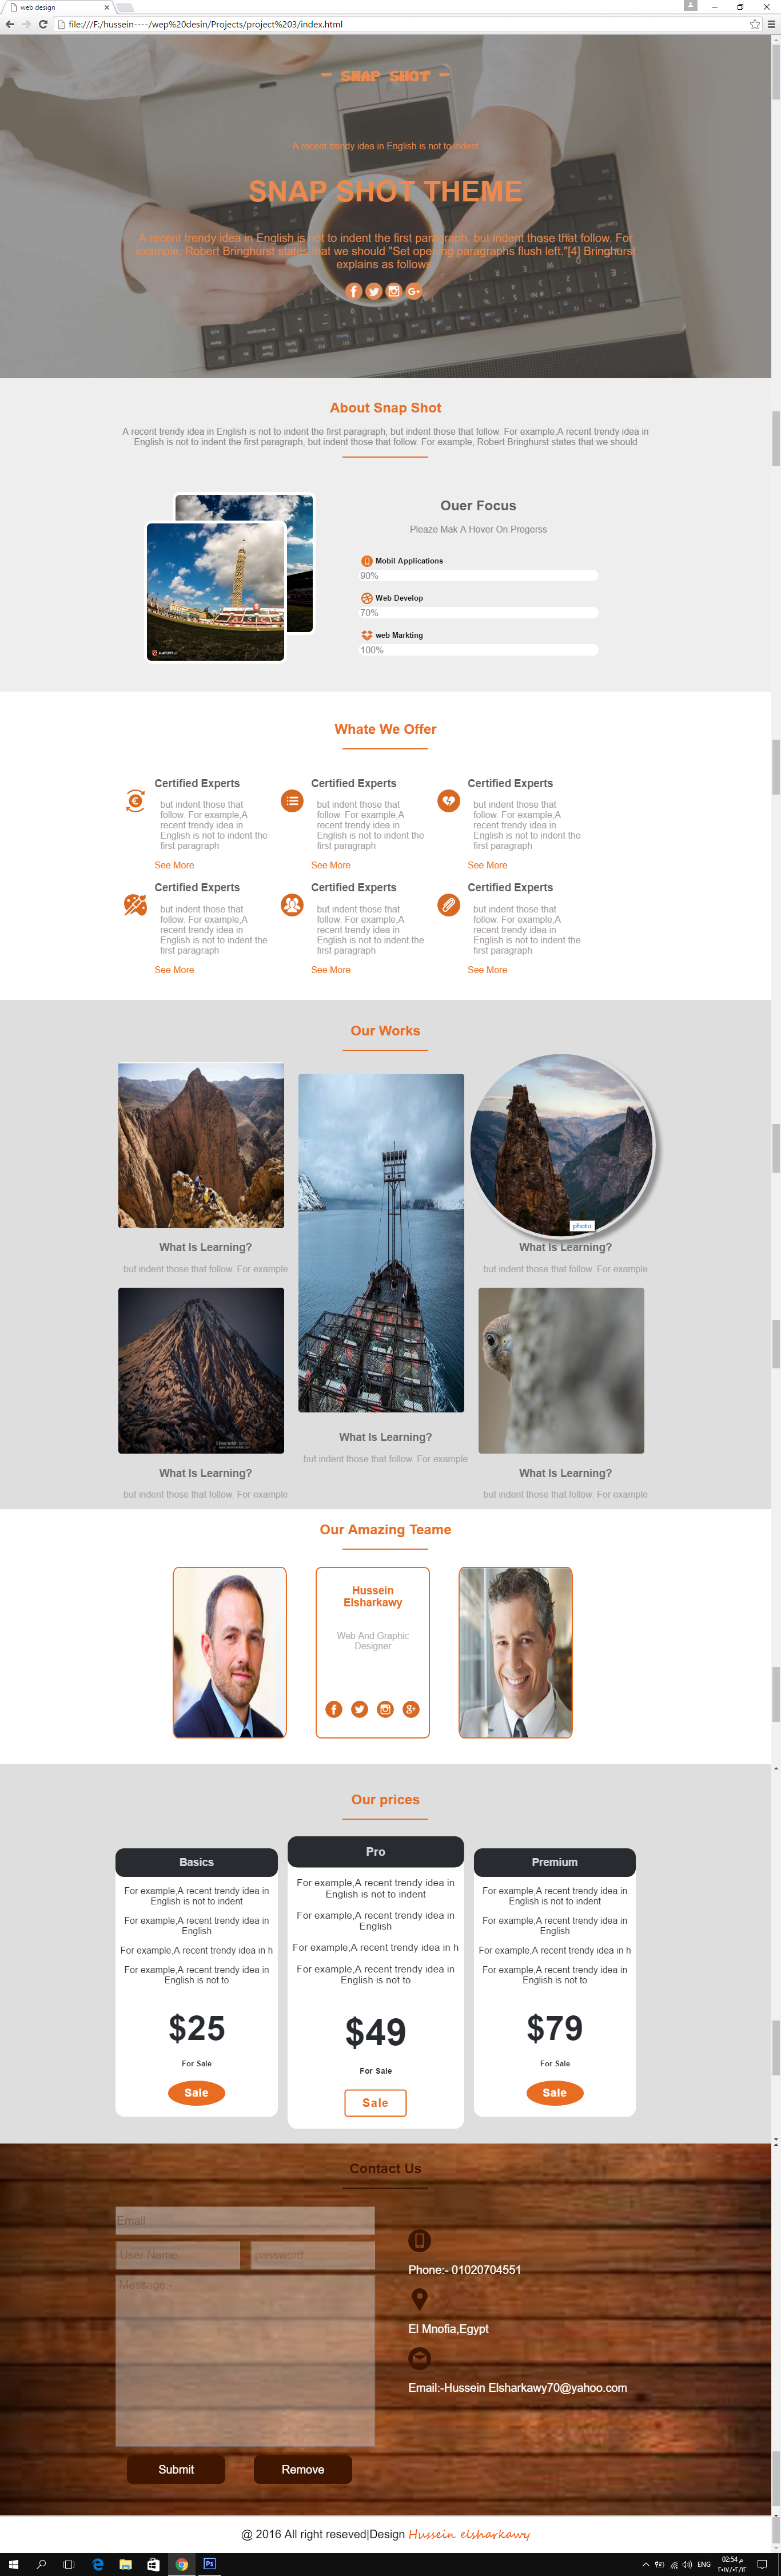 web design
file:///F:/hussein----/wep%20desin/Projects/project%203/index.html
- SNAP SHOT -
A recent trendy idea in English is not to indent
SNAP SHOT THEME
A recent trendy idea in English is not to indent the first paragraph, but indent those that follow. For
example, Robert Bringhurst states that we should "Set opening paragraphs flush left."[4] Bringhurst
explains as follows
About Snap Shot
A recent trendy idea in English is not to indent the first paragraph, but indent those that follow. For example,A recent trendy idea in
English is not to indent the first paragraph, but indent those that follow. For example, Robert Bringhurst states that we should
Ouer Focus
Pleaze Mak A Hover On Progerss
Mobil Applications
90%
Web Develop
70%
web Markting
100%
Whate We Offer
Certified Experts
but indent those that
follow. For example,A
recent trendy idea in
English is not to indent the
first paragraph
See More
Certified Experts
but indent those that
follow. For example,A
recent trendy idea in
English is not to indent the
first paragraph
See More
Certified Experts
but indent those that
follow. For example,A
recent trendy idea in
English is not to indent the
first paragraph
See More
Certified Experts
but indent those that
follow. For example,A
recent trendy idea in
English is not to indent the
first paragraph
See More
Certified Experts
but indent those that
follow. For example,A
recent trendy idea in
English is not to indent the
first paragraph
See More
Certified Experts
but indent those that
follow. For example,A
recent trendy idea in
English is not to indent the
first paragraph
See More
Our Works
photo
What Is Learning?
but indent those that follow. For example
What Is Learning?
but indent those that follow. For example
What Is Learning?
but indent those that follow. For example
What Is Learning?
but indent those that follow. For example
What Is Learning?
but indent those that follow. For example
Our Amazing Teame
Hussein
Elsharkawy
Web And Graphic
Designer
Our prices
Basics
For example,A recent trendy idea in
English is not to indent
For example,A recent trendy idea in
English
For example,A recent trendy idea in h
For example,A recent trendy idea in
English is not to
$25
For Sale
Sale
Pro
For example,A recent trendy idea in
English is not to indent
For example,A recent trendy idea in
English
For example,A recent trendy idea in h
For example,A recent trendy idea in
English is not to
$49
For Sale
Sale
Premium
For example,A recent trendy idea in
English is not to indent
For example,A recent trendy idea in
English
For example,A recent trendy idea in h
For example,A recent trendy idea in
English is not to
$79
For Sale
Sale
Contact Us
Email
User Name
password
Message:-
Submit
Remove
Phone:- 01020704551
El Mnofia,Egypt
Email:-Hussein Elsharkawy70@yahoo.com
@ 2016 All right reseved|Design Hussein elsharkawy
Ps
ENG
02:54 م